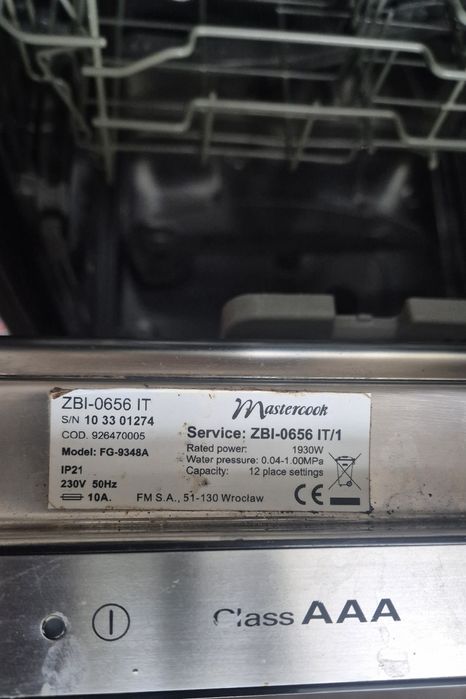 ZBI-0656 IT
S/N 10 33 01274
COD. 926470005
Model: FG-9348A
IP21
230V 50Hz
10A.
Mastercook
Service: ZBI-0656 IT/1
Rated power: 1930W
Water pressure: 0.04-1.00MPa
Capacity: 12 place settings
CE
FM S.A., 51-130 Wrocław
Class AAA